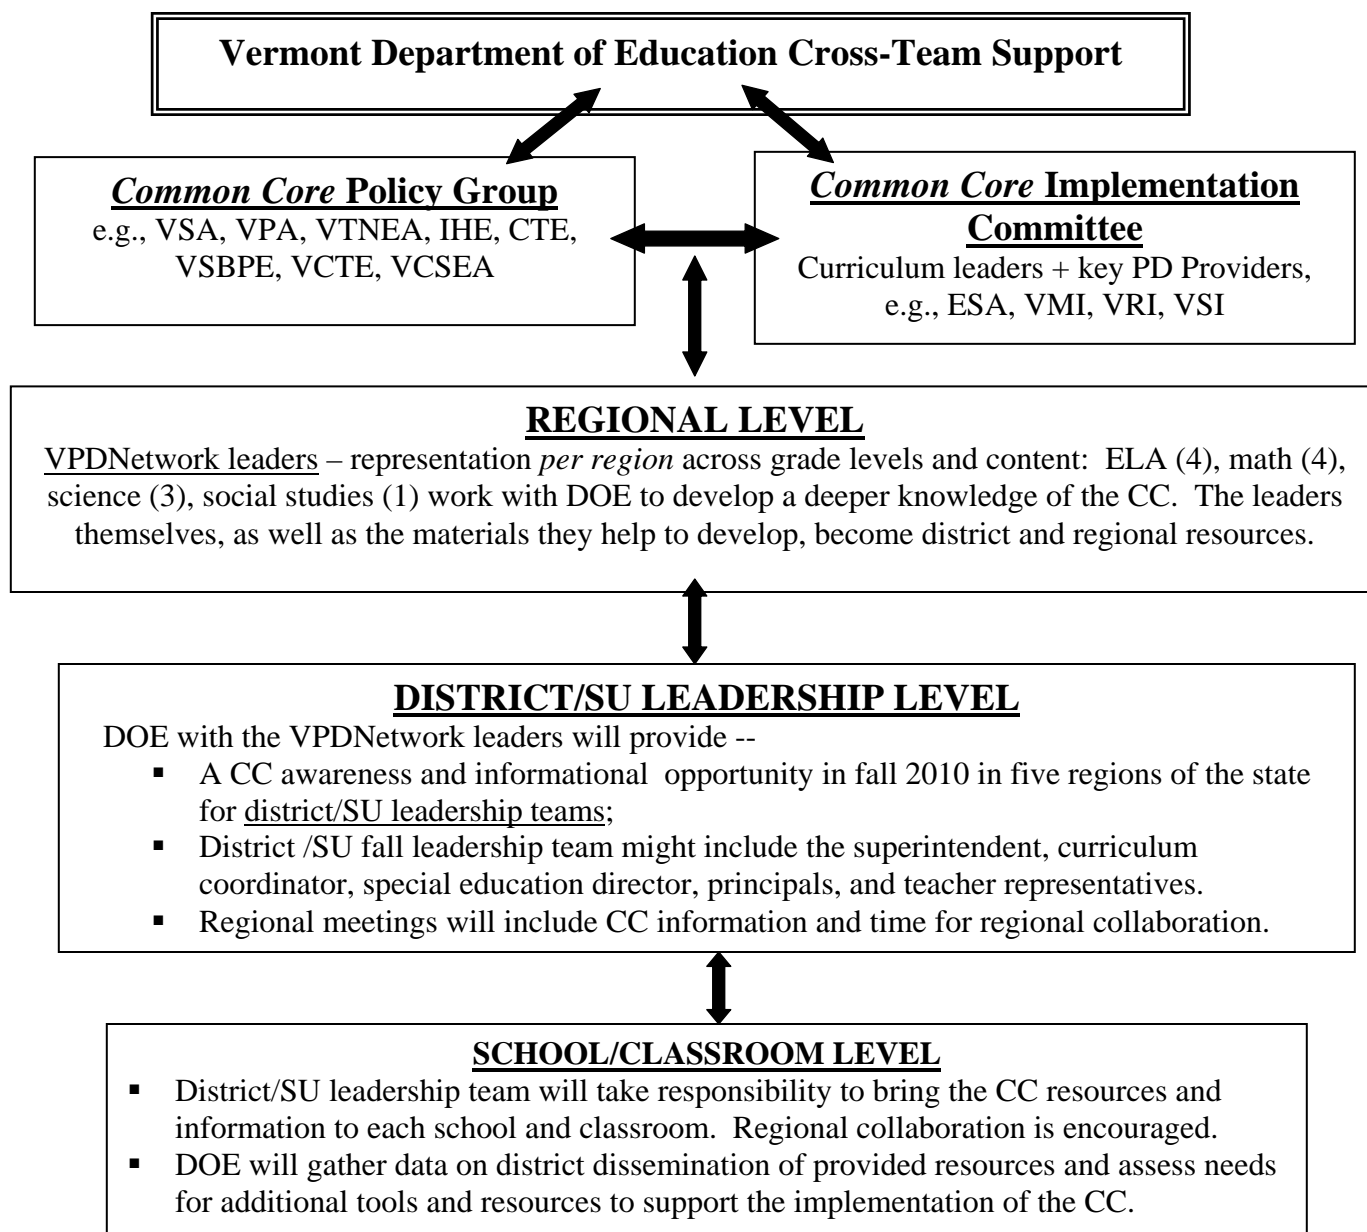 Vermont Department of Education Cross-Team Support
Common Core Policy Group
e.g., VSA, VPA, VTNEA, IHE, CTE,
VSBPE, VCTE, VCSEA
Common Core Implementation
Committee
Curriculum leaders + key PD Providers,
e.g., ESA, VMI, VRI, VSI
REGIONAL LEVEL
VPDNetwork leaders – representation per region across grade levels and content: ELA (4), math (4),
science (3), social studies (1) work with DOE to develop a deeper knowledge of the CC. The leaders
themselves, as well as the materials they help to develop, become district and regional resources.
DISTRICT/SU LEADERSHIP LEVEL
DOE with the VPDNetwork leaders will provide --
▪ A CC awareness and informational opportunity in fall 2010 in five regions of the state
for district/SU leadership teams;
▪ District /SU fall leadership team might include the superintendent, curriculum
coordinator, special education director, principals, and teacher representatives.
▪ Regional meetings will include CC information and time for regional collaboration.
SCHOOL/CLASSROOM LEVEL
▪ District/SU leadership team will take responsibility to bring the CC resources and
information to each school and classroom. Regional collaboration is encouraged.
▪ DOE will gather data on district dissemination of provided resources and assess needs
for additional tools and resources to support the implementation of the CC.